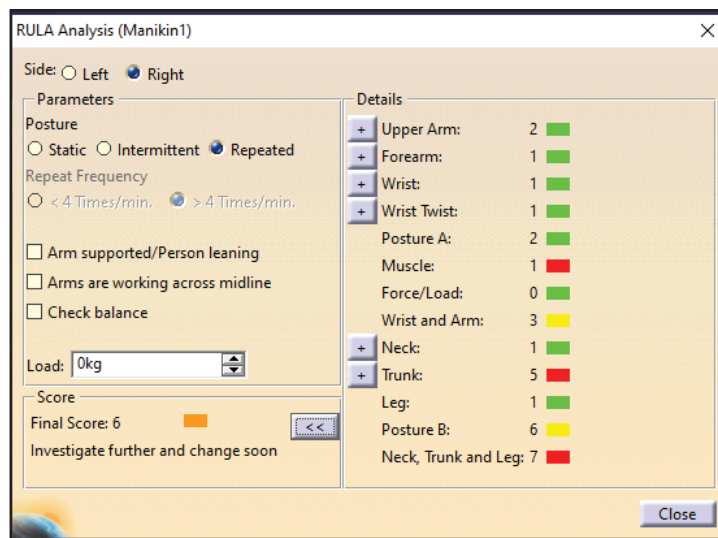 RULA Analysis (Manikin1)
Side: Left Right
Parameters
Posture
Static Intermittent Repeated
Repeat Frequency
< 4 Times/min. > 4 Times/min.
Arm supported/Person leaning
Arms are working across midline
Check balance
Load: 0kg
Score
Final Score: 6
<<
Investigate further and change soon
Details
+ Upper Arm: 2
+ Forearm: 1
+ Wrist: 1
+ Wrist Twist: 1
Posture A: 2
Muscle: 1
Force/Load: 0
Wrist and Arm: 3
+ Neck: 1
+ Trunk: 5
Leg: 1
Posture B: 6
Neck, Trunk and Leg: 7
Close